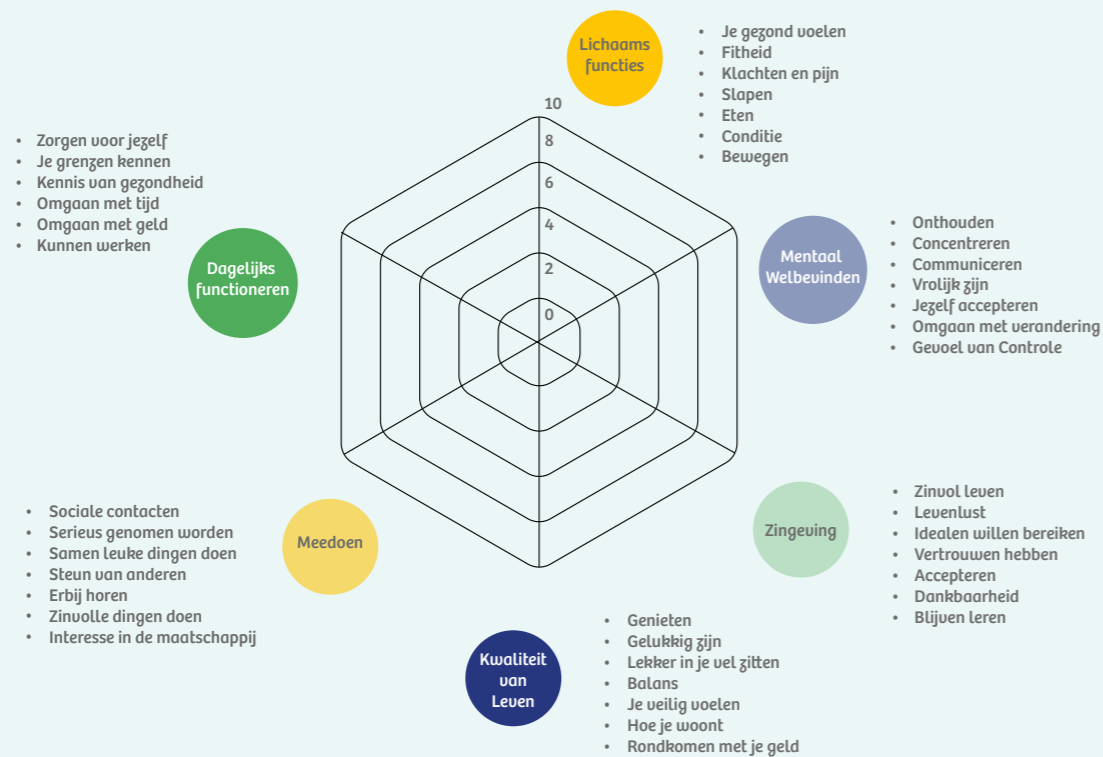 Lichaams
functies
• Je gezond voelen
• Fitheid
• Klachten en pijn
• Slapen
• Eten
• Conditie
• Bewegen
10
8
6
4
2
0
• Zorgen voor jezelf
• Je grenzen kennen
• Kennis van gezondheid
• Omgaan met tijd
• Omgaan met geld
• Kunnen werken
Dagelijks
functioneren
Mentaal
Welbevinden
• Onthouden
• Concentreren
• Communiceren
• Vrolijk zijn
• Jezelf accepteren
• Omgaan met verandering
• Gevoel van Controle
• Sociale contacten
• Serieus genomen worden
• Samen leuke dingen doen
• Steun van anderen
• Erbij horen
• Zinvolle dingen doen
• Interesse in de maatschappij
Meedoen
Zingeving
• Zinvol leven
• Levenlust
• Idealen willen bereiken
• Vertrouwen hebben
• Accepteren
• Dankbaarheid
• Blijven leren
Kwaliteit
van
Leven
• Genieten
• Gelukkig zijn
• Lekker in je vel zitten
• Balans
• Je veilig voelen
• Hoe je woont
• Rondkomen met je geld